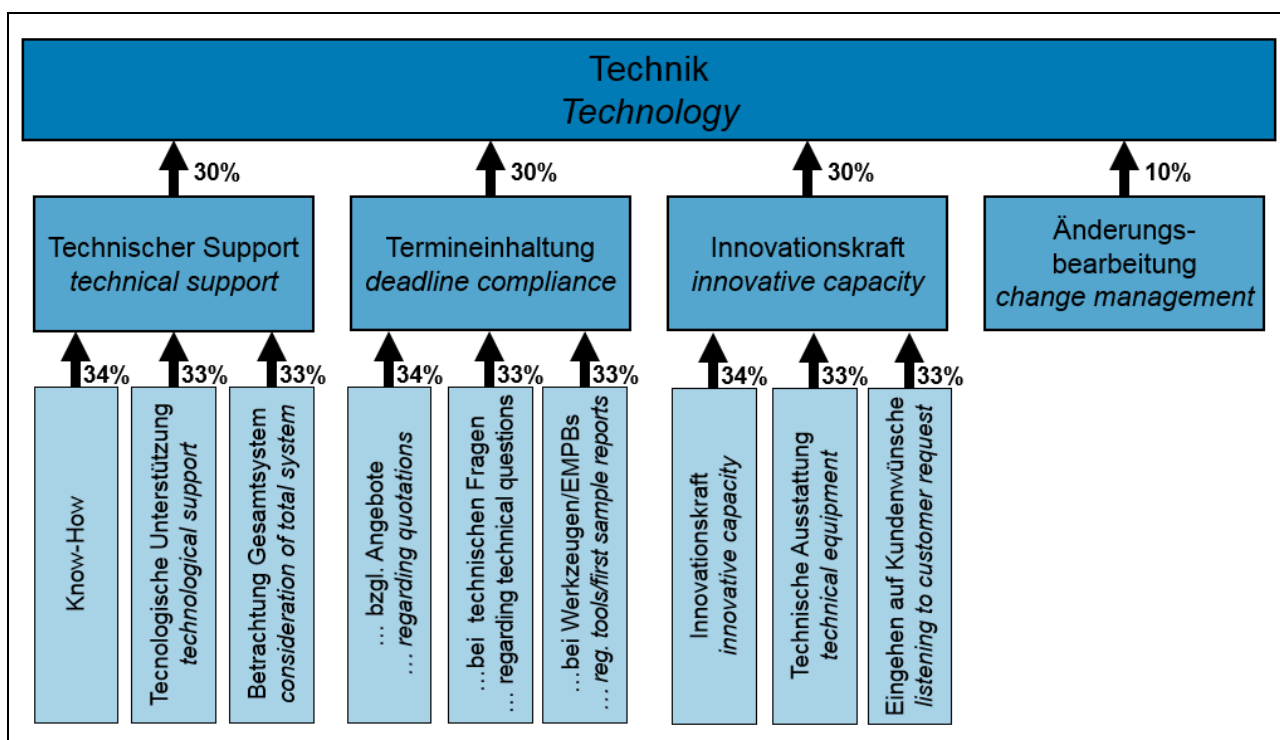 Technik
Technology
30%
30%
30%
10%
Technischer Support
technical support
Termineinhaltung
deadline compliance
Innovationskraft
innovative capacity
Änderungs-
bearbeitung
change management
34%
33%
33%
34%
33%
33%
34%
33%
33%
Know-How
Tecnologische Unterstützung
technological support
Betrachtung Gesamtsystem
consideration of total system
… bzgl. Angebote
… regarding quotations
…bei technischen Fragen
… regarding technical questions
…bei Werkzeugen/EMPBs
… reg. tools/first sample reports
Innovationskraft
innovative capacity
Technische Ausstattung
technical equipment
Eingehen auf Kundenwünsche
listening to customer request